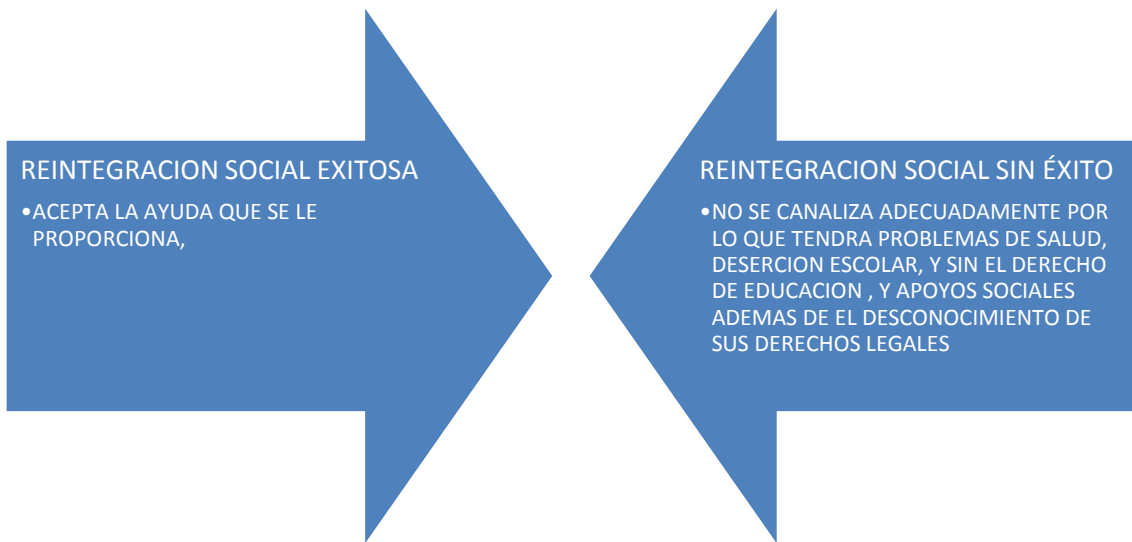 REINTEGRACION SOCIAL EXITOSA
•ACEPTA LA AYUDA QUE SE LE
PROPORCIONA,
REINTEGRACION SOCIAL SIN ÉXITO
•NO SE CANALIZA ADECUADAMENTE POR
LO QUE TENDRA PROBLEMAS DE SALUD,
DESERCION ESCOLAR, Y SIN EL DERECHO
DE EDUCACION , Y APOYOS SOCIALES
ADEMAS DE EL DESCONOCIMIENTO DE
SUS DERECHOS LEGALES